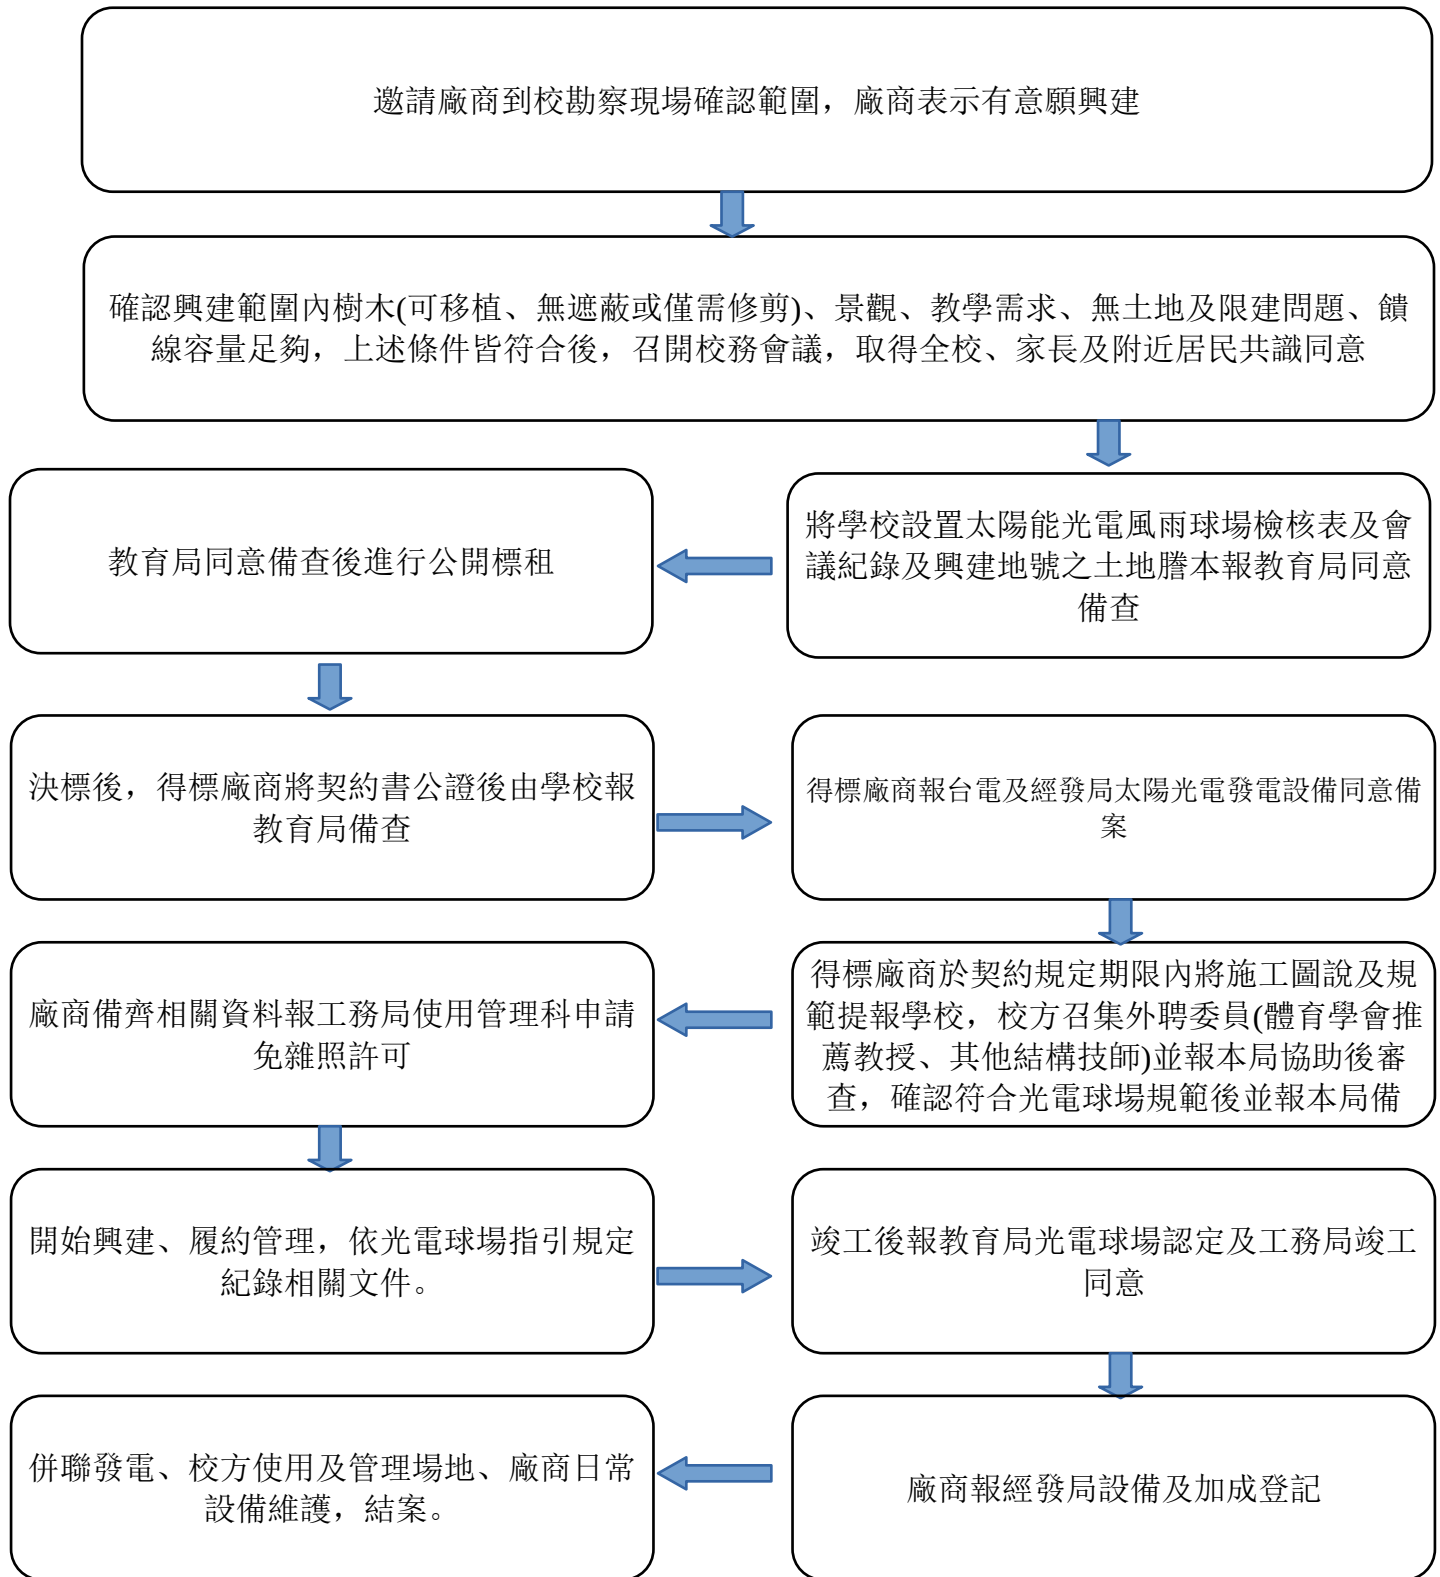 邀請廠商到校勘察現場確認範圍，廠商表示有意願興建
確認興建範圍內樹木(可移植、無遮蔽或僅需修剪)、景觀、教學需求、無土地及限建問題、饋
線容量足夠，上述條件皆符合後，召開校務會議，取得全校、家長及附近居民共識同意
將學校設置太陽能光電風雨球場檢核表及會
議紀錄及興建地號之土地謄本報教育局同意
備查
教育局同意備查後進行公開標租
決標後，得標廠商將契約書公證後由學校報
教育局備查
得標廠商報台電及經發局太陽光電發電設備同意備
案
得標廠商於契約規定期限內將施工圖說及規
範提報學校，校方召集外聘委員(體育學會推
薦教授、其他結構技師)並報本局協助後審
查，確認符合光電球場規範後並報本局備
廠商備齊相關資料報工務局使用管理科申請
免雜照許可
開始興建、履約管理，依光電球場指引規定
紀錄相關文件。
竣工後報教育局光電球場認定及工務局竣工
同意
廠商報經發局設備及加成登記
併聯發電、校方使用及管理場地、廠商日常
設備維護，結案。